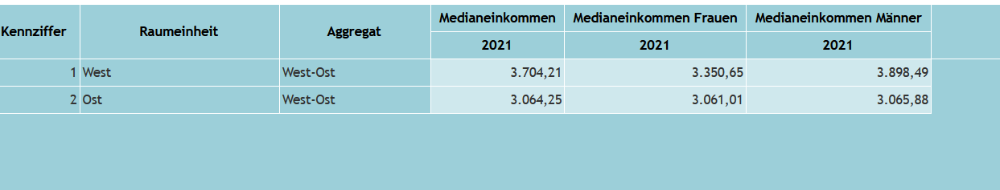 Kennziffer Raumeinheit Aggregat Medianeinkommen Medianeinkommen Frauen Medianeinkommen Männer
2021 2021 2021
1 West West-Ost 3.704,21 3.350,65 3.898,49
2 Ost West-Ost 3.064,25 3.061,01 3.065,88